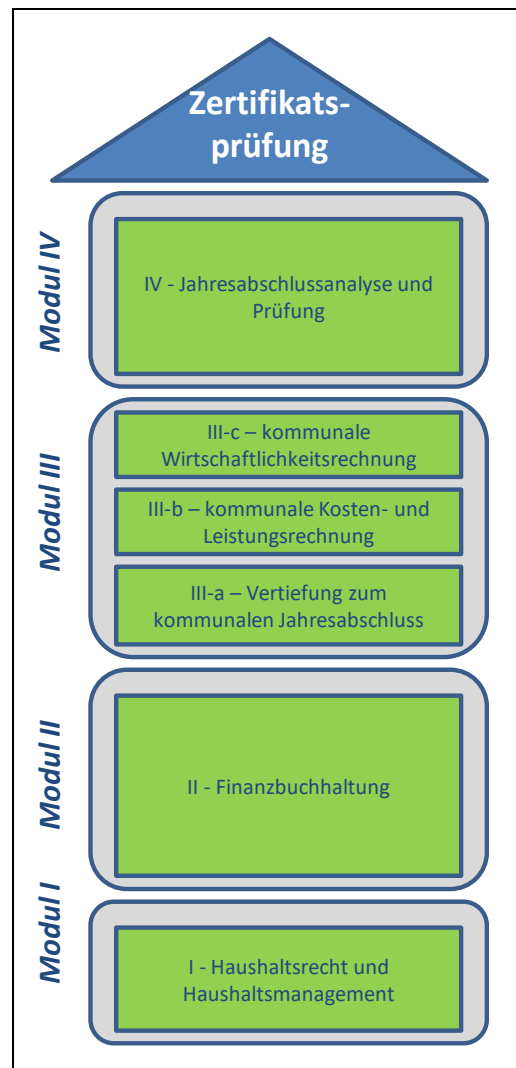 Zertifikats-
prüfung
Modul IV
IV - Jahresabschlussanalyse und
Prüfung
Modul III
III-c – kommunale
Wirtschaftlichkeitsrechnung
III-b – kommunale Kosten- und
Leistungsrechnung
III-a – Vertiefung zum
kommunalen Jahresabschluss
Modul II
II - Finanzbuchhaltung
Modul I
I - Haushaltsrecht und
Haushaltsmanagement